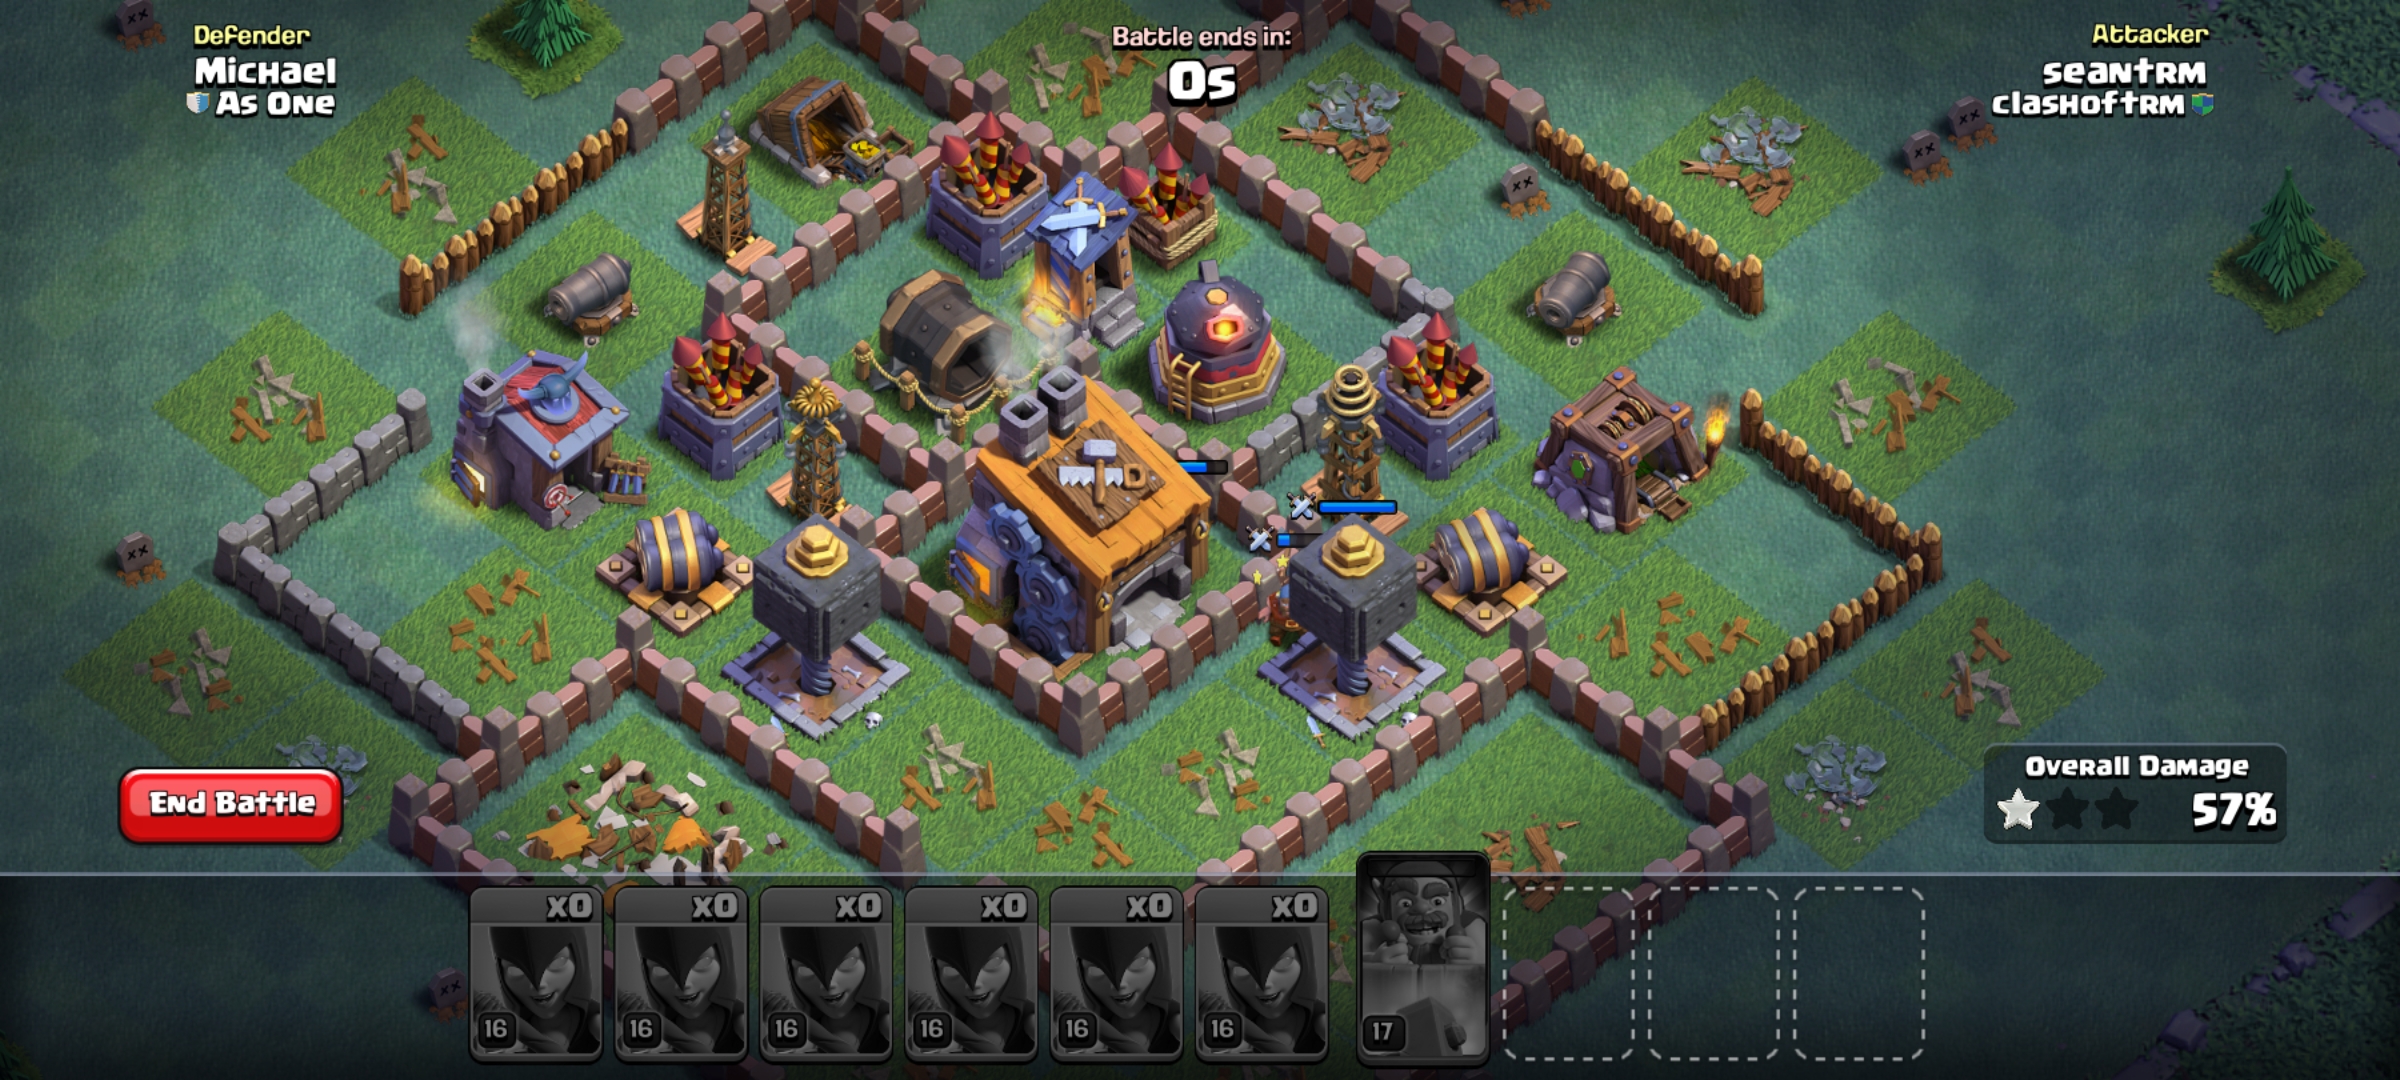 Defender
Michael
As One
Battle ends in:
0s
Attacker
seantRM
clashoftRM
End Battle
Overall Damage
57%
x0
x0
x0
x0
x0
x0
16
16
16
16
16
16
17